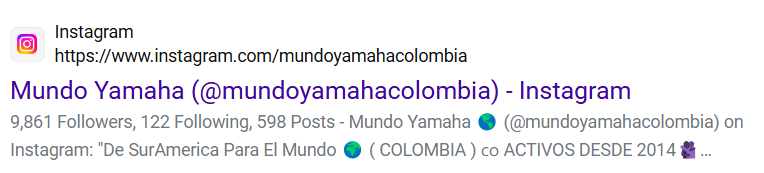 Instagram
https://www.instagram.com/mundoyamahacolombia
Mundo Yamaha (@mundoyamahacolombia) - Instagram
9,861 Followers, 122 Following, 598 Posts - Mundo Yamaha 🌎 (@mundoyamahacolombia) on
Instagram: "De SurAmerica Para El Mundo 🌎 ( COLOMBIA ) co ACTIVOS DESDE 2014 ...